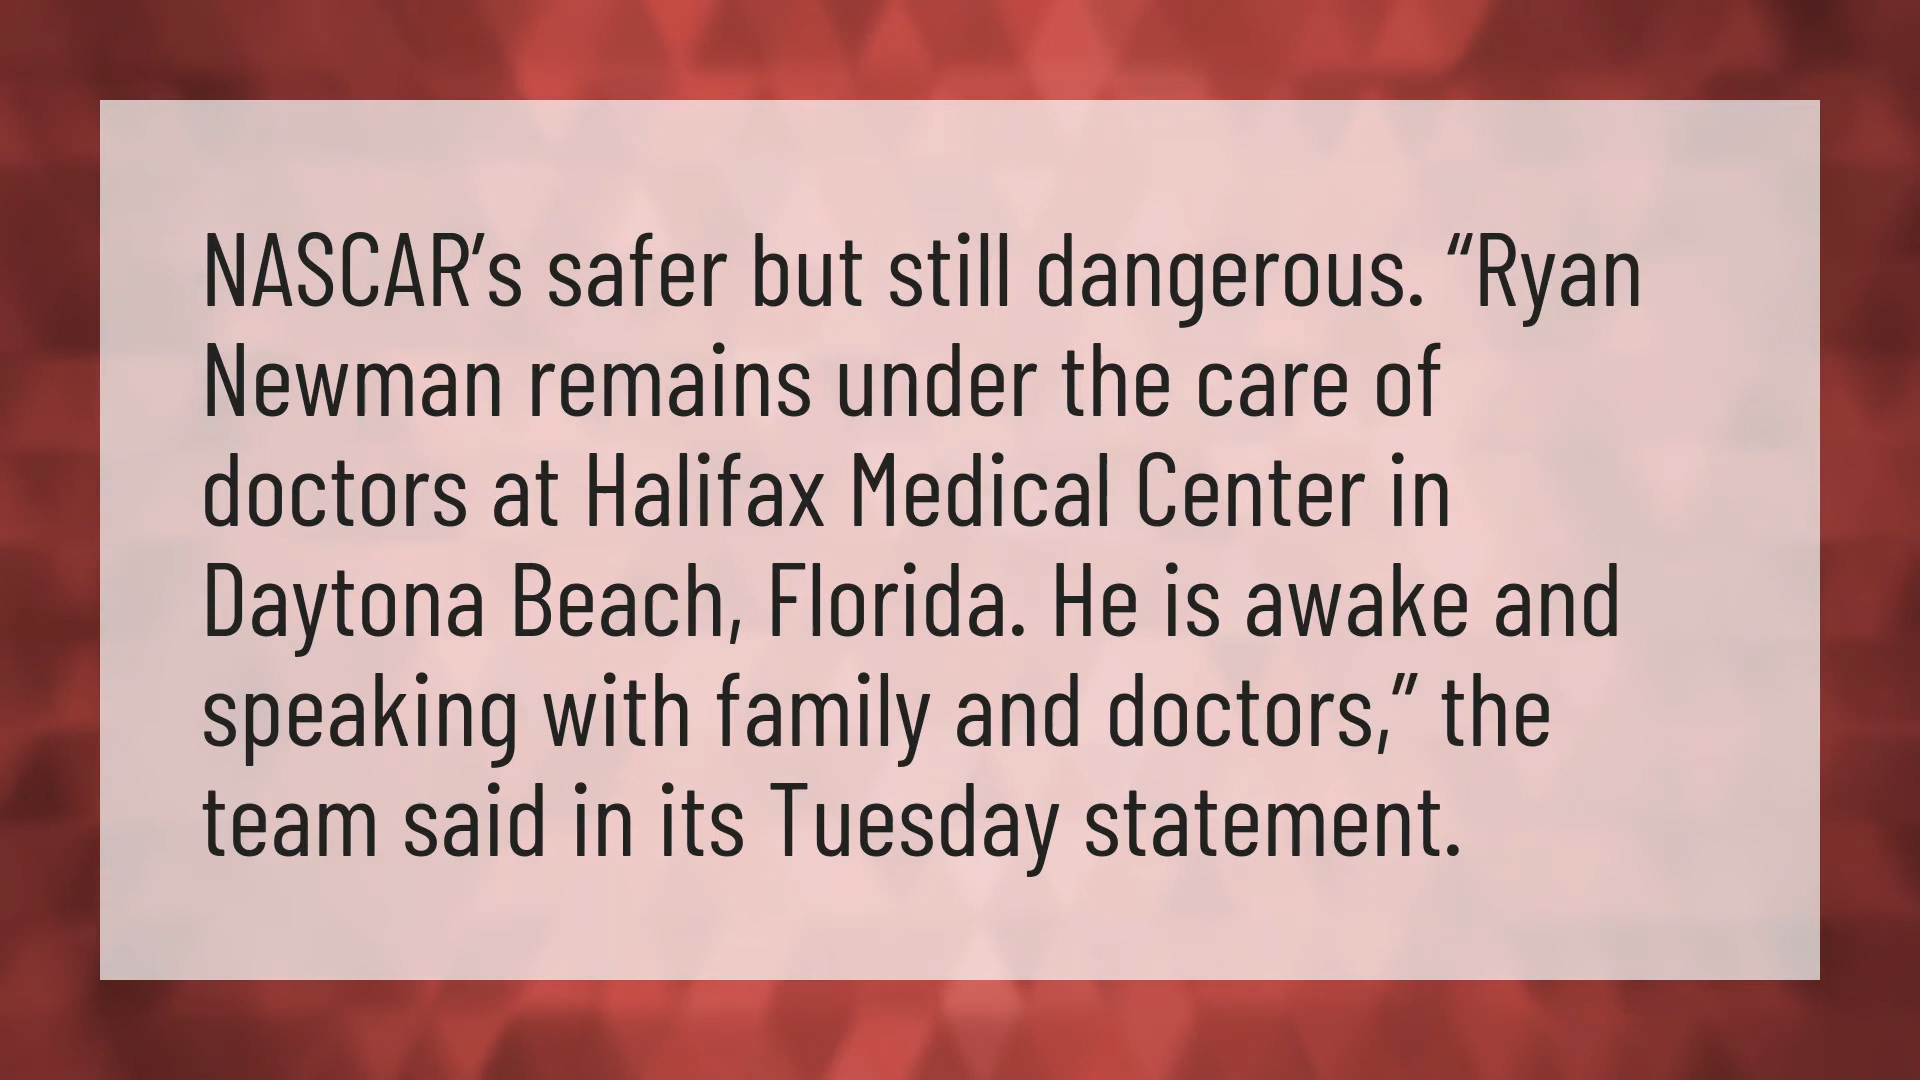 NASCAR’s safer but still dangerous. “Ryan
Newman remains under the care of
doctors at Halifax Medical Center in
Daytona Beach, Florida. He is awake and
speaking with family and doctors,” the
team said in its Tuesday statement.